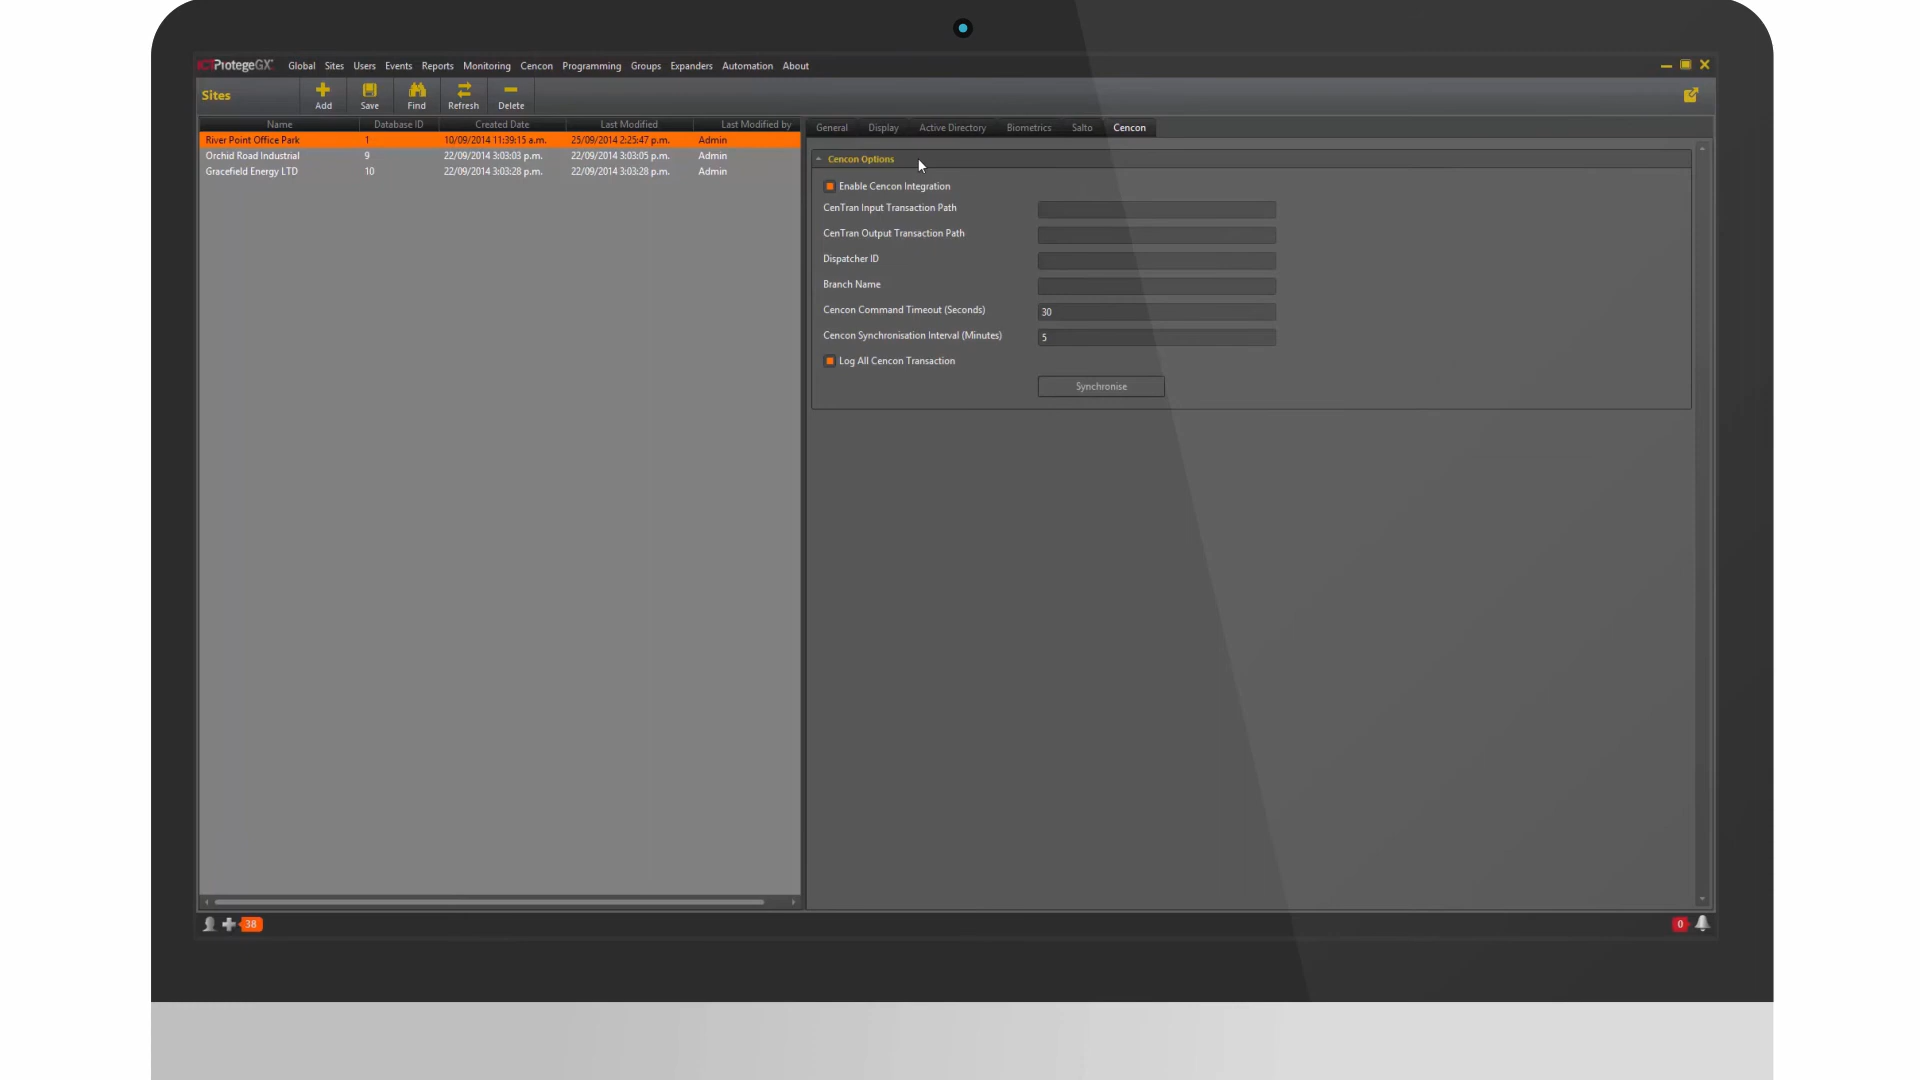 ICT ProtegeGX
Global Sites Users Events Reports Monitoring Cencon Programming Groups Expanders Automation About
Sites
Add Save Find Refresh Delete
Name Database ID Created Date Last Modified Last Modified by
River Point Office Park 1 10/09/2014 11:39:15 a.m. 25/09/2014 2:25:47 p.m. Admin
Orchid Road Industrial 9 22/09/2014 3:03:03 p.m. 22/09/2014 3:03:05 p.m. Admin
Gracefield Energy LTD 10 22/09/2014 3:03:28 p.m. 22/09/2014 3:03:28 p.m. Admin
General Display Active Directory Biometrics Salto Cencon
Cencon Options
Enable Cencon Integration
CenTran Input Transaction Path
CenTran Output Transaction Path
Dispatcher ID
Branch Name
Cencon Command Timeout (Seconds) 30
Cencon Synchronisation Interval (Minutes) 5
Log All Cencon Transaction
Synchronise
38
0